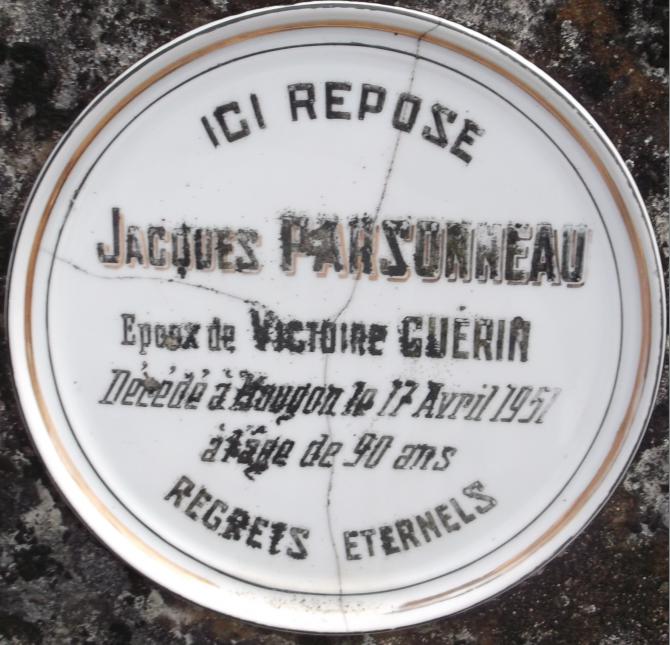 ICI REPOSE
JACQUES PARSONNEAU
Epoux de VICTOIRE GUÉRIN
Décédé à Rougon le 17 Avril 1951
à l'âge de 90 ans
REGRETS ETERNELS